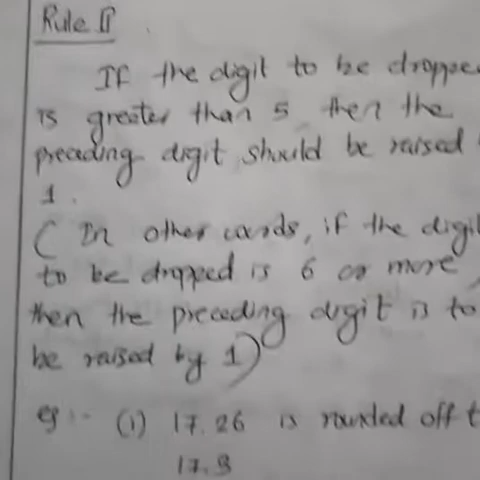 Rule II
If the digit to be droppe
is greater than 5 then the
preceding digit should be raised
1.
( In other words, if the digi
to be dropped is 6 or more,
then the preceding digit is to
be raised by 1)
eg :- (i) 17.26 is rounded off t
17.3